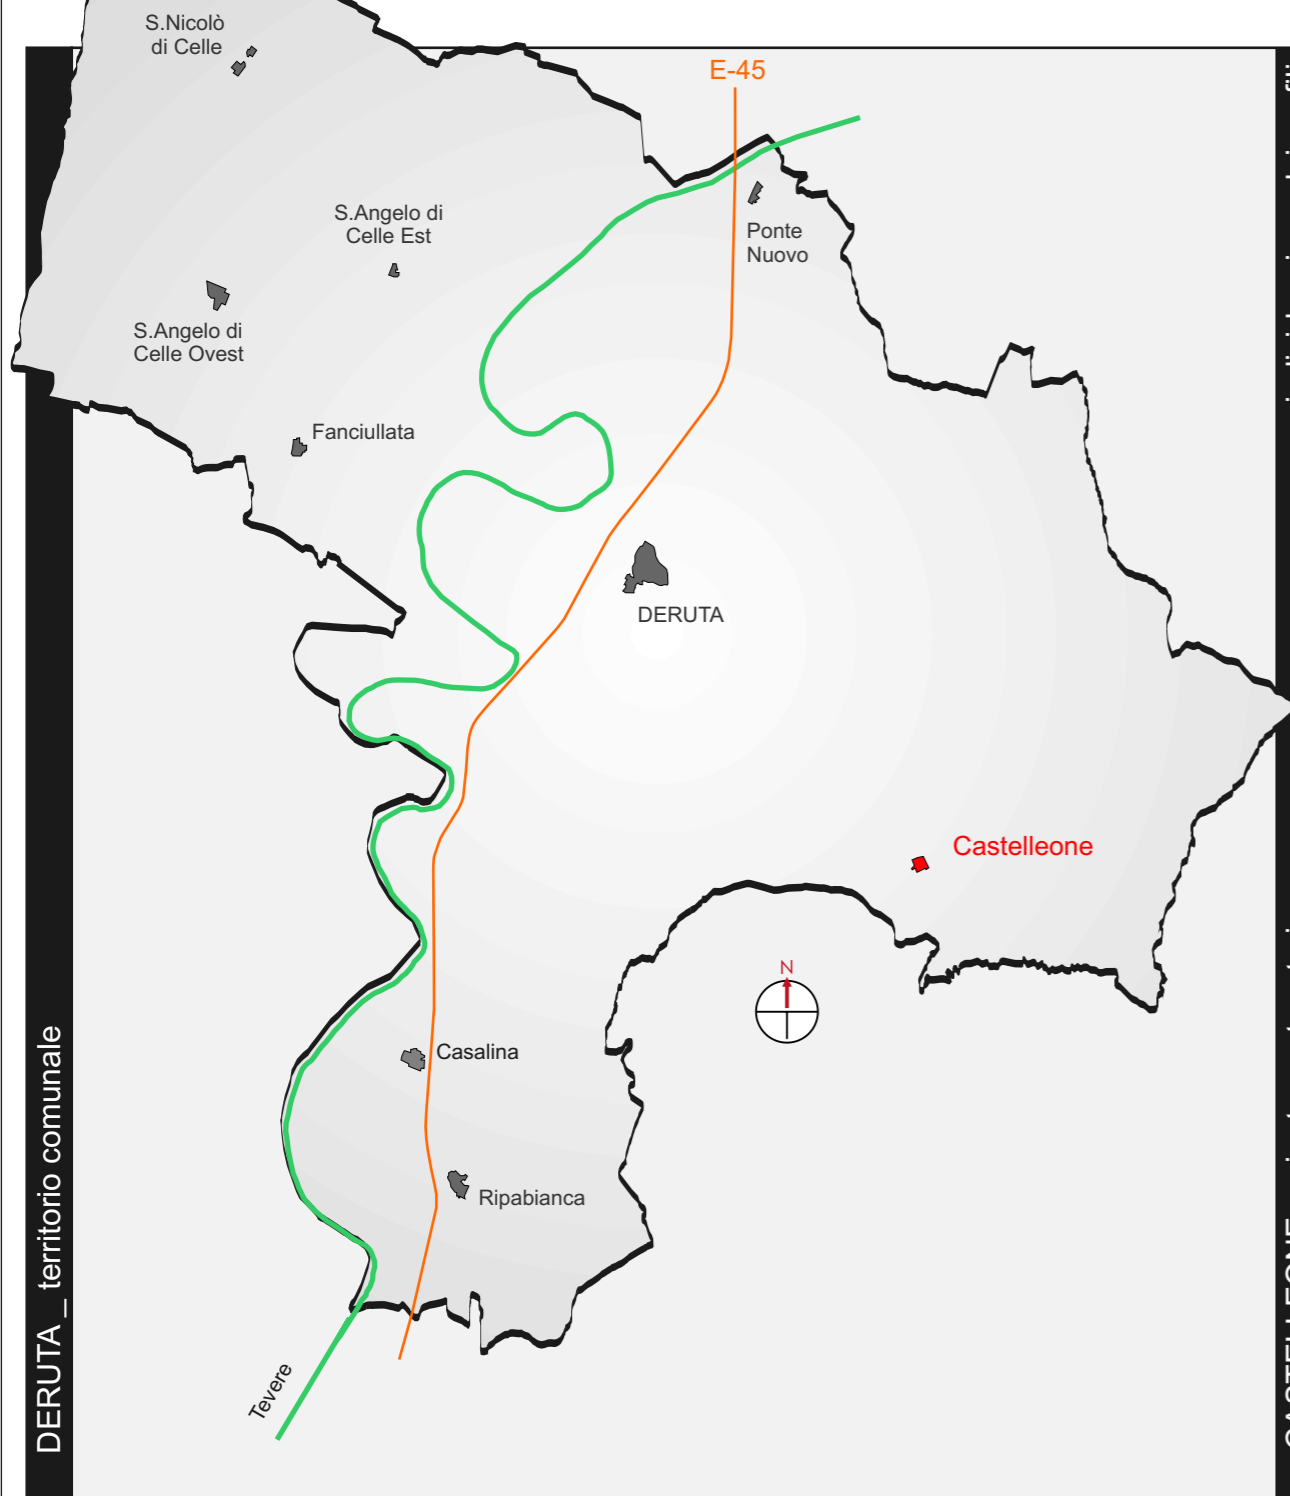 S.Nicolò
di Celle
E-45
S.Angelo di
Celle Est
Ponte
Nuovo
S.Angelo di
Celle Ovest
Fanciullata
DERUTA
Castelleone
N
Casalina
Ripabianca
Tevere
DERUTA _ territorio comunale